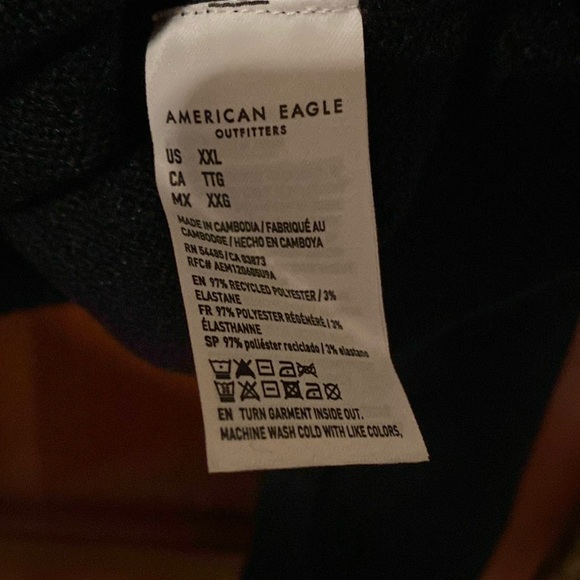 AMERICAN EAGLE
OUTFITTERS
US XXL
CA TTG
MX XXG
MADE IN CAMBODIA / FABRIQUÉ AU
CAMBODGE / HECHO EN CAMBOYA
RN 54485 / CA 03873
RFC# AEM120605U9A
EN 97% RECYCLED POLYESTER / 3%
ELASTANE
FR 97% POLYESTER RÉGÉNÉRÉ / 3%
ÉLASTHANNE
SP 97% poliéster reciclado / 3% elastano
EN TURN GARMENT INSIDE OUT.
MACHINE WASH COLD WITH LIKE COLORS,